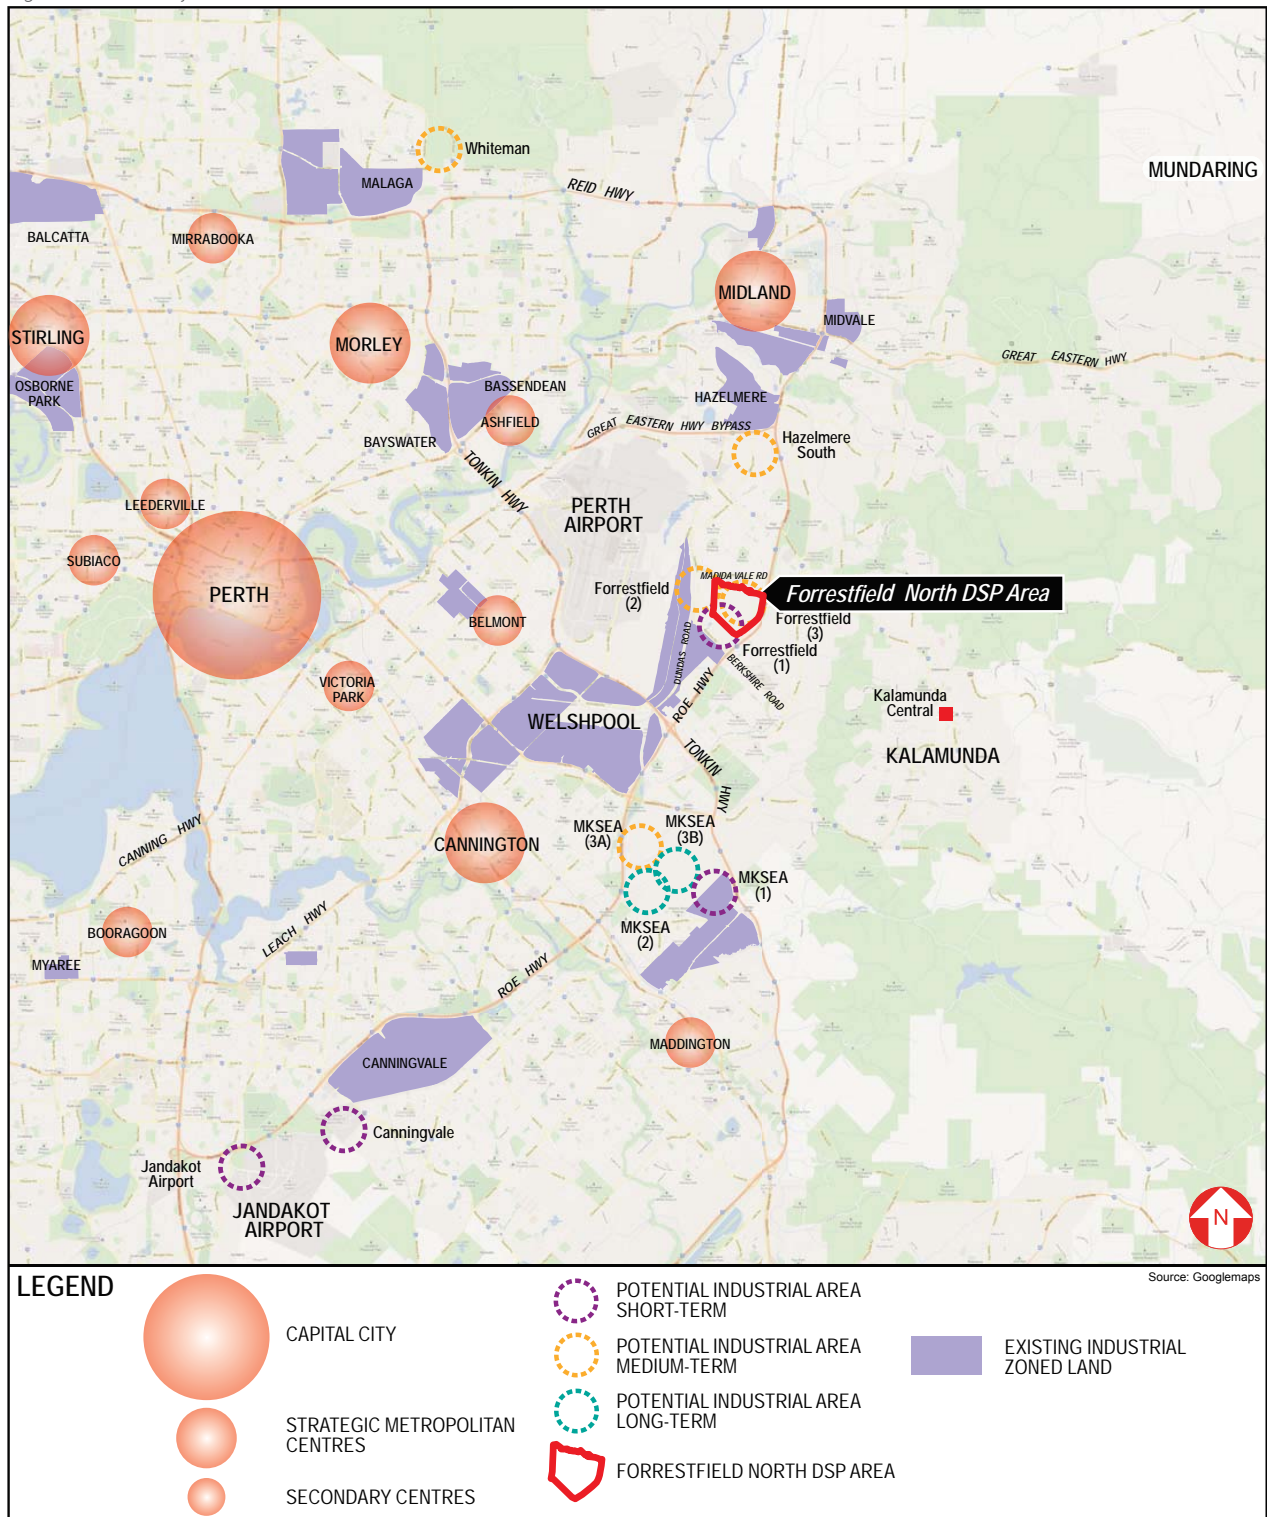 Whiteman
MALAGA
REID HWY
MUNDARING
BALCATTA
MIRRABOOKA
MIDLAND
STIRLING
MORLEY
MIDVALE
GREAT EASTERN HWY
OSBORNE
PARK
BASSENDEAN
HAZELMERE
ASHFIELD
GREAT EASTERN HWY BYPASS
BAYSWATER
Hazelmere
South
TONKIN HWY
LEEDERVILLE
PERTH
AIRPORT
SUBIACO
MAIDA VALE RD
Forrestfield
(2)
Forrestfield North DSP Area
PERTH
BELMONT
Forrestfield
(3)
Forrestfield
(1)
DUNDAS ROAD
BERKSHIRE ROAD
VICTORIA
PARK
ROE HWY
Kalamunda
Central
WELSHPOOL
TONKIN HWY
KALAMUNDA
CANNING HWY
MKSEA
(3A)
MKSEA
(3B)
CANNINGTON
MKSEA
(1)
LEACH HWY
MKSEA
(2)
BOORAGOON
MYAREE
ROE HWY
MADDINGTON
CANNINGVALE
Canningvale
Jandakot
Airport
JANDAKOT
AIRPORT
N
LEGEND
Source: Googlemaps
CAPITAL CITY
STRATEGIC METROPOLITAN
CENTRES
SECONDARY CENTRES
POTENTIAL INDUSTRIAL AREA
SHORT-TERM
POTENTIAL INDUSTRIAL AREA
MEDIUM-TERM
POTENTIAL INDUSTRIAL AREA
LONG-TERM
FORRESTFIELD NORTH DSP AREA
EXISTING INDUSTRIAL
ZONED LAND